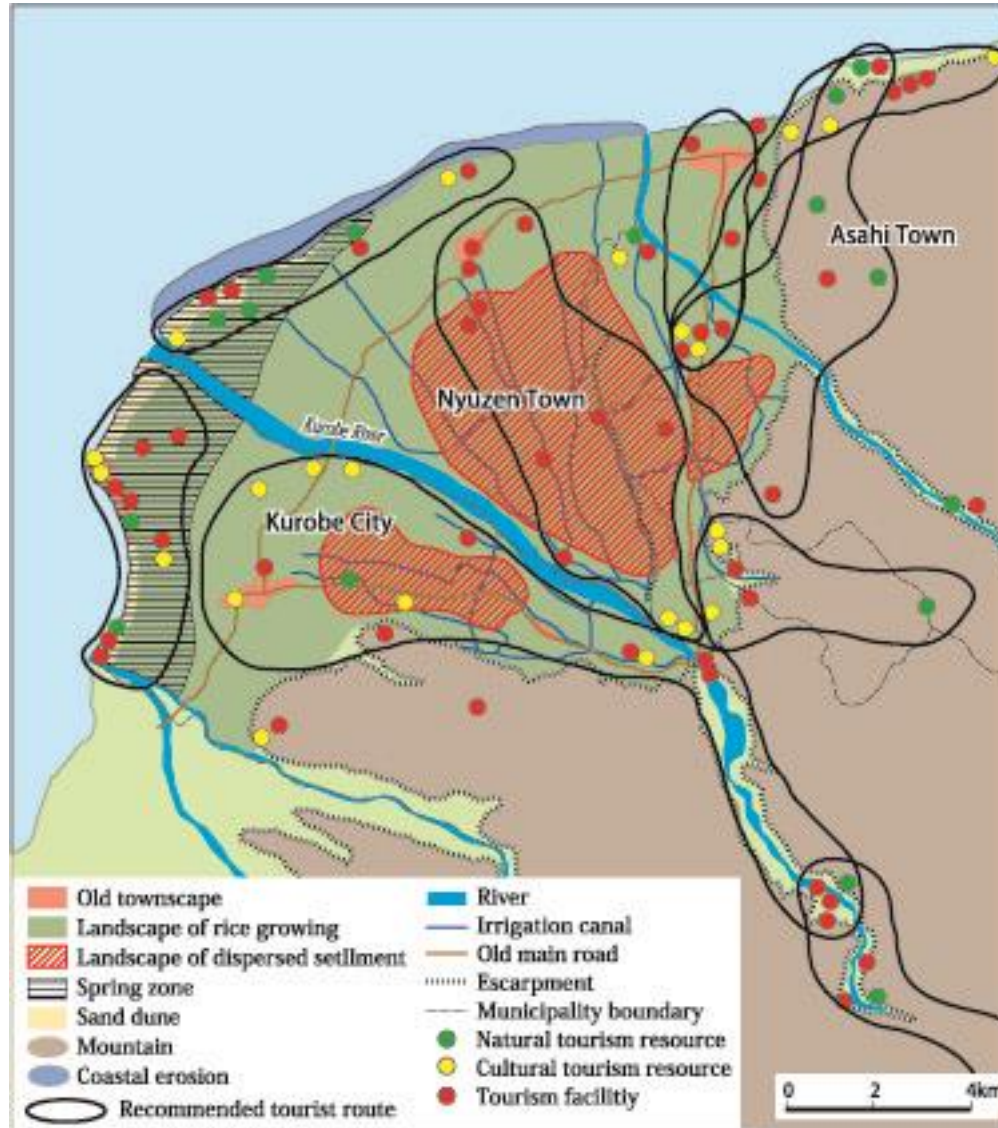 Asahi Town
Nyuzen Town
Kurobe River
Kurobe City
Old townscape
Landscape of rice growing
Landscape of dispersed setllment
Spring zone
Sand dune
Mountain
Coastal erosion
Recommended tourist route
River
Irrigation canal
Old main road
Escarpment
Municipality boundary
Natural tourism resource
Cultural tourism resource
Tourism facilitiy
0 2 4km